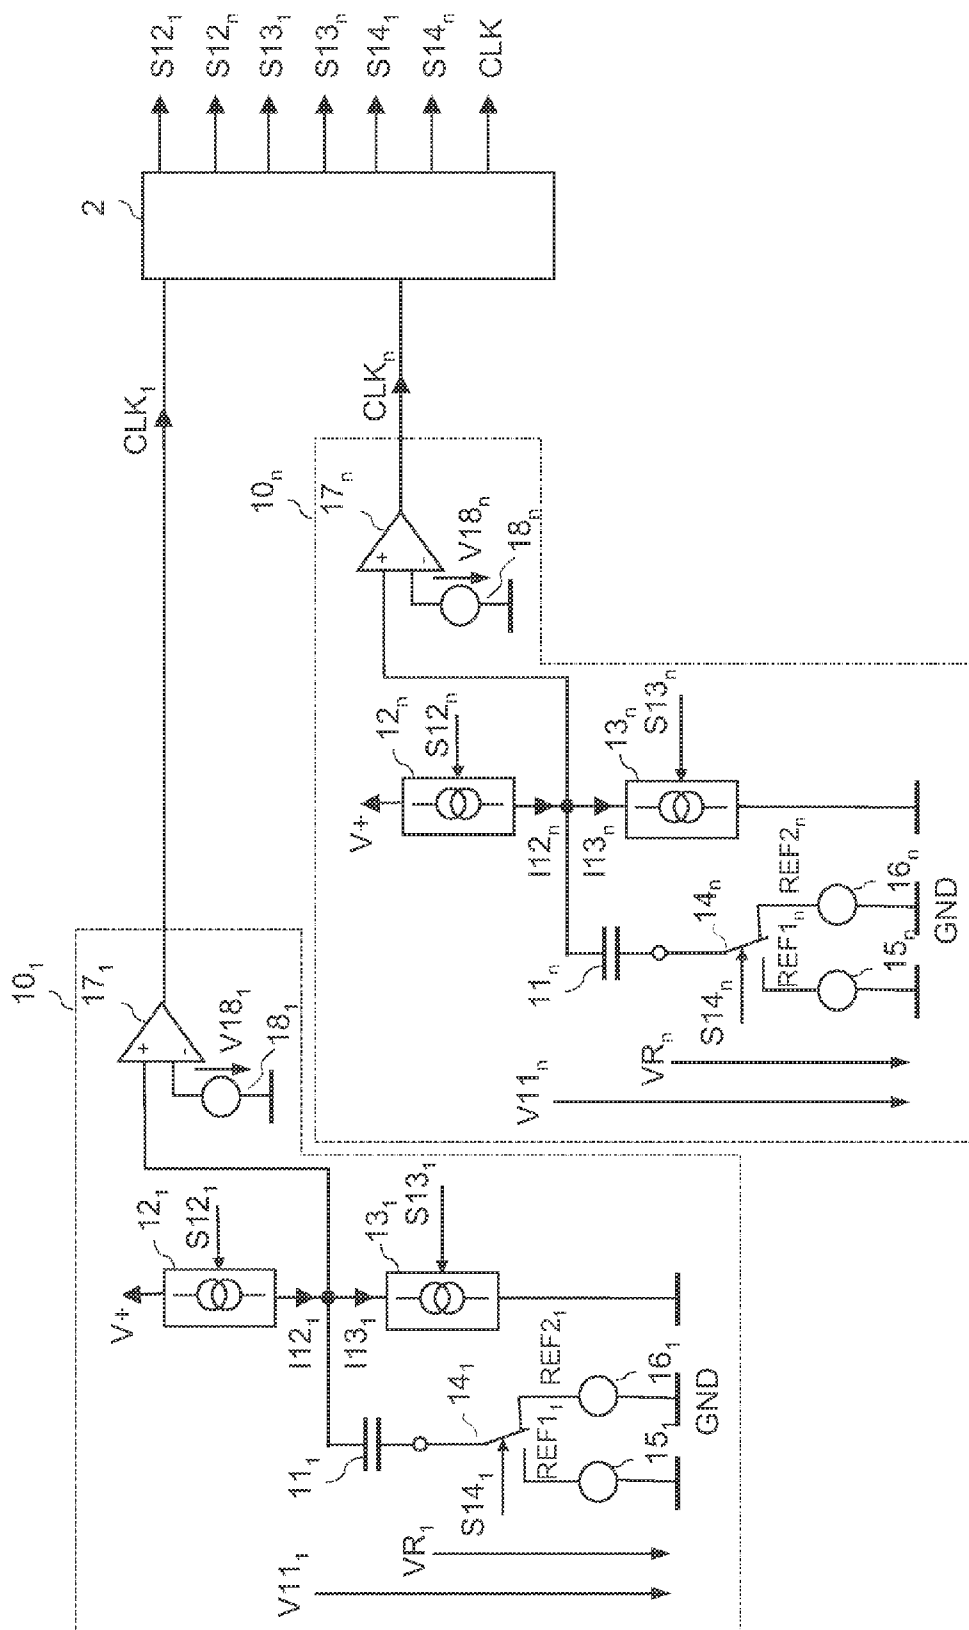 S12₁
S12ₙ
S13₁
S13ₙ
S14₁
S14ₙ
CLK
2
CLK₁
CLKₙ
10ₙ
17ₙ
+
-
V18ₙ
18ₙ
12ₙ
S12ₙ
V+
13ₙ
S13ₙ
I12ₙ
I13ₙ
11ₙ
14ₙ
S14ₙ
REF1ₙ
REF2ₙ
15ₙ
16ₙ
GND
VRₙ
V11ₙ
10₁
17₁
+
-
V18₁
18₁
12₁
S12₁
V+
13₁
S13₁
I12₁
I13₁
11₁
14₁
S14₁
REF1₁
REF2₁
15₁
16₁
GND
VR₁
V11₁